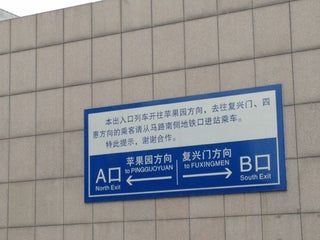 本出入口列车开往苹果园方向，去往复兴门、四
惠方向的乘客请从马路南侧地铁口进站乘车。
特此提示，谢谢合作。
A口 苹果园方向 复兴门方向 B口
North Exit to PINGGUOYUAN to FUXINGMEN South Exit